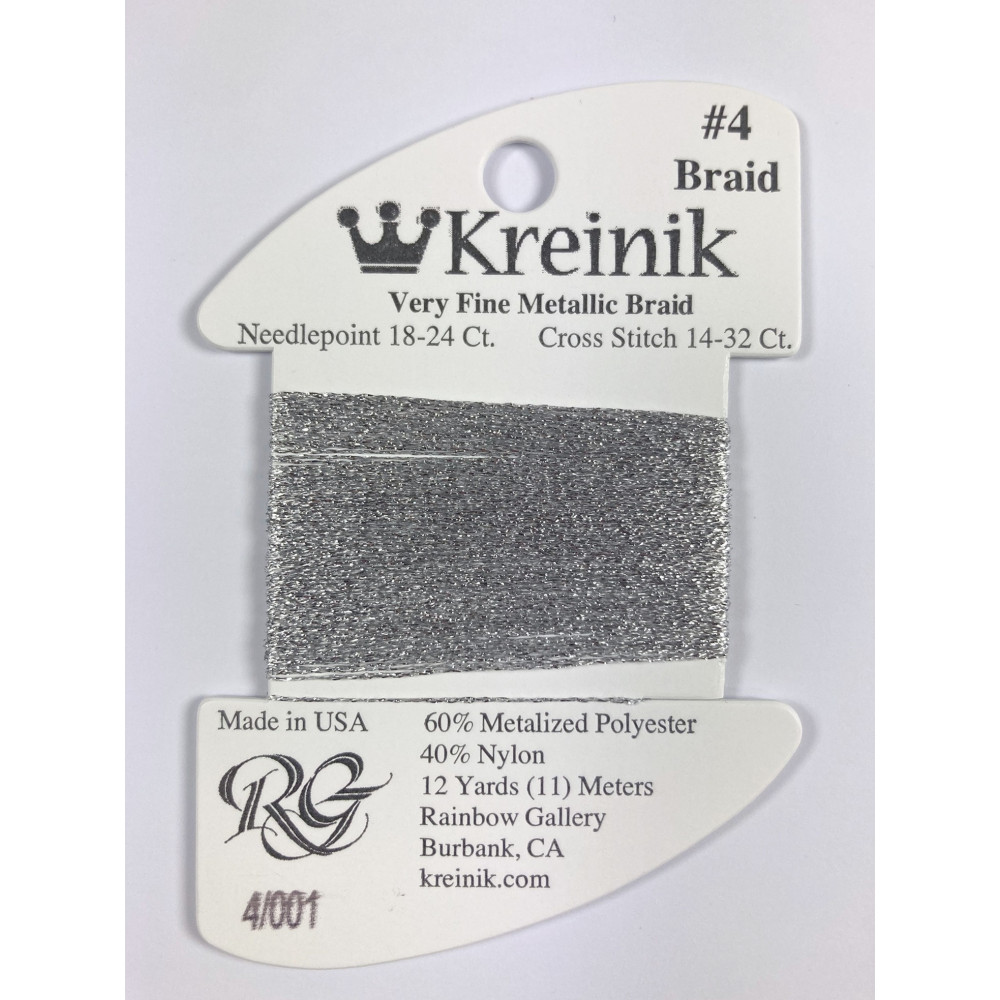 #4
Braid
Kreinik
Very Fine Metallic Braid
Needlepoint 18-24 Ct. Cross Stitch 14-32 Ct.
Made in USA
RG
4/001
60% Metalized Polyester
40% Nylon
12 Yards (11) Meters
Rainbow Gallery
Burbank, CA
kreinik.com